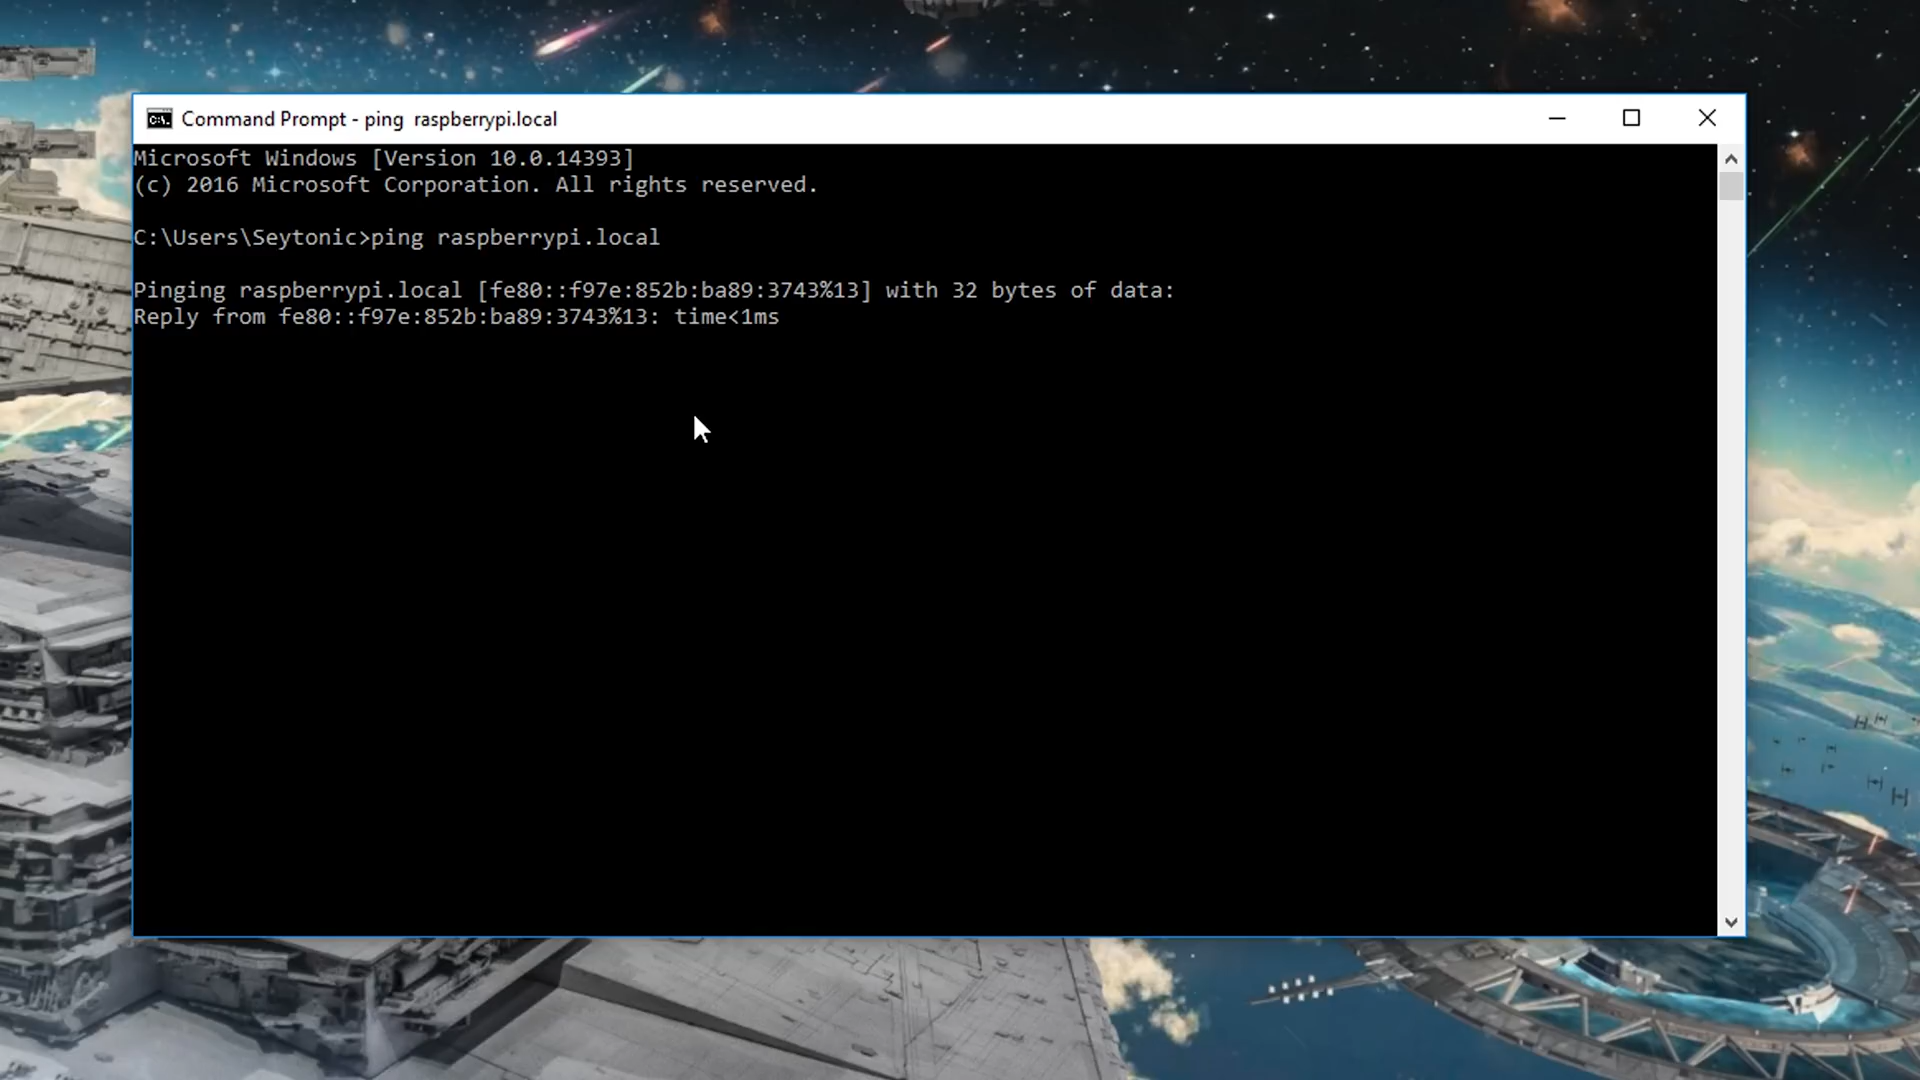 Command Prompt - ping  raspberrypi.local
Microsoft Windows [Version 10.0.14393]
(c) 2016 Microsoft Corporation. All rights reserved.
C:\Users\Seytonic>ping raspberrypi.local
Pinging raspberrypi.local [fe80::f97e:852b:ba89:3743%13] with 32 bytes of data:
Reply from fe80::f97e:852b:ba89:3743%13: time<1ms